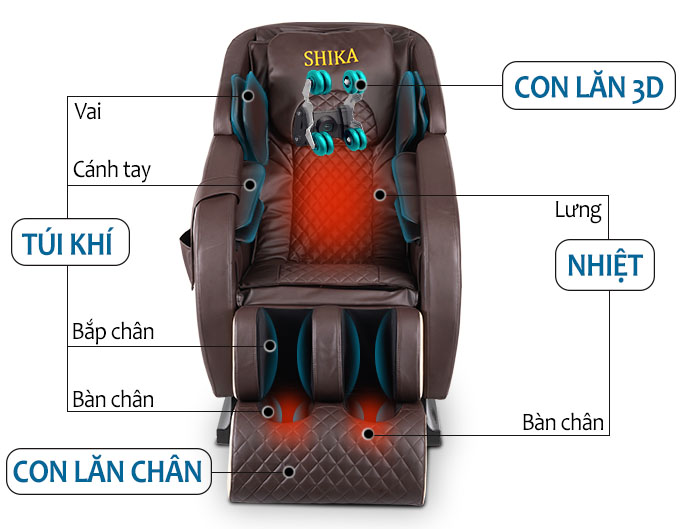 SHIKA
CON LĂN 3D
Vai
Cánh tay
Lưng
TÚI KHÍ
NHIỆT
Bắp chân
Bàn chân
Bàn chân
CON LĂN CHÂN